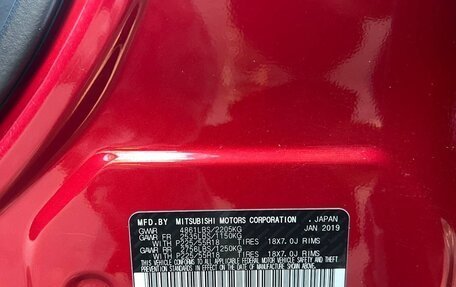 MFD.BY MITSUBISHI MOTORS CORPORATION , JAPAN
GVWR 4861LBS/2205KG JAN 2019
GAWR FR 2535LBS/1150KG
WITH P225/55R18 TIRES 18X7.0J RIMS
GAWR RR 2756LBS/1250KG
WITH P225/55R18 TIRES 18X7.0J RIMS
THIS VEHICLE CONFORMS TO ALL APPLICABLE FEDERAL MOTOR VEHICLE SAFETY,
BUMPER AND THEFT PREVENTION STANDARDS IN EFFECT ON THE DATE OF
MANUFACTURE SHOWN ABOVE.